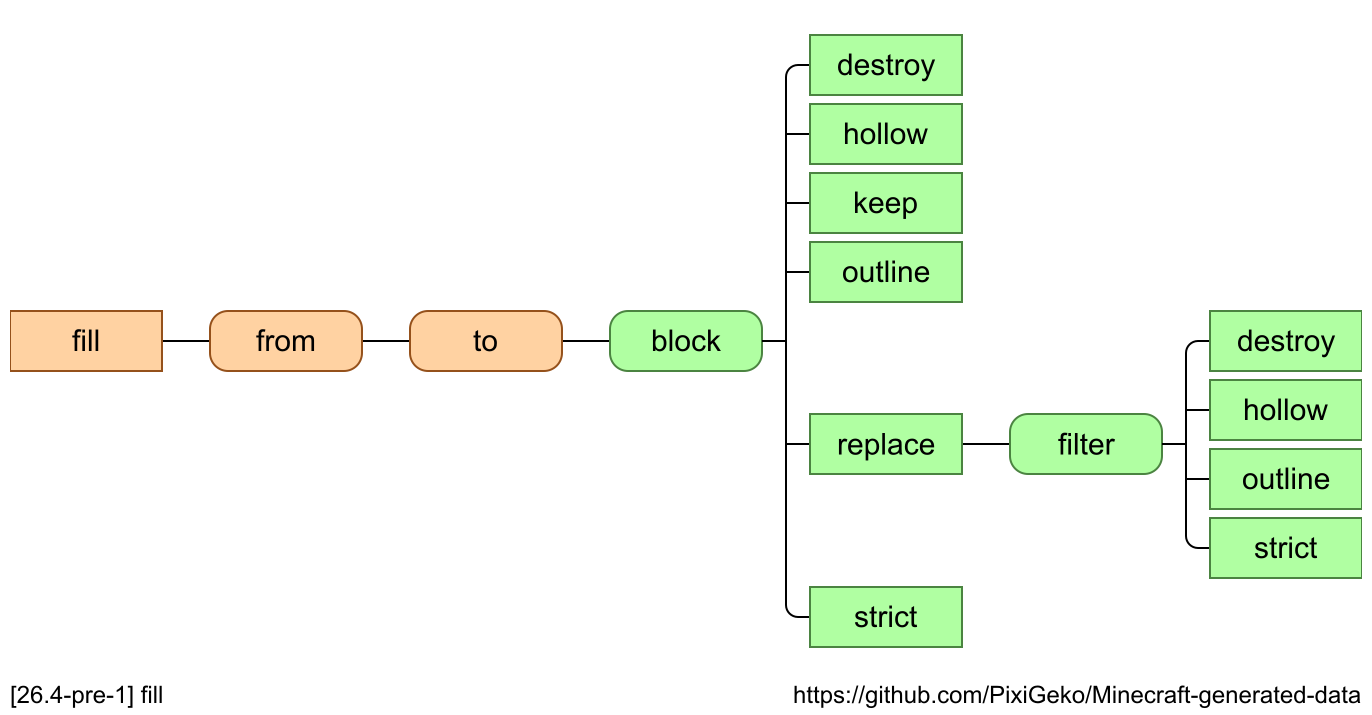 destroy
hollow
keep
outline
fill
from
to
block
destroy
hollow
replace
filter
outline
strict
strict
[26.4-pre-1] fill
https://github.com/PixiGeko/Minecraft-generated-data